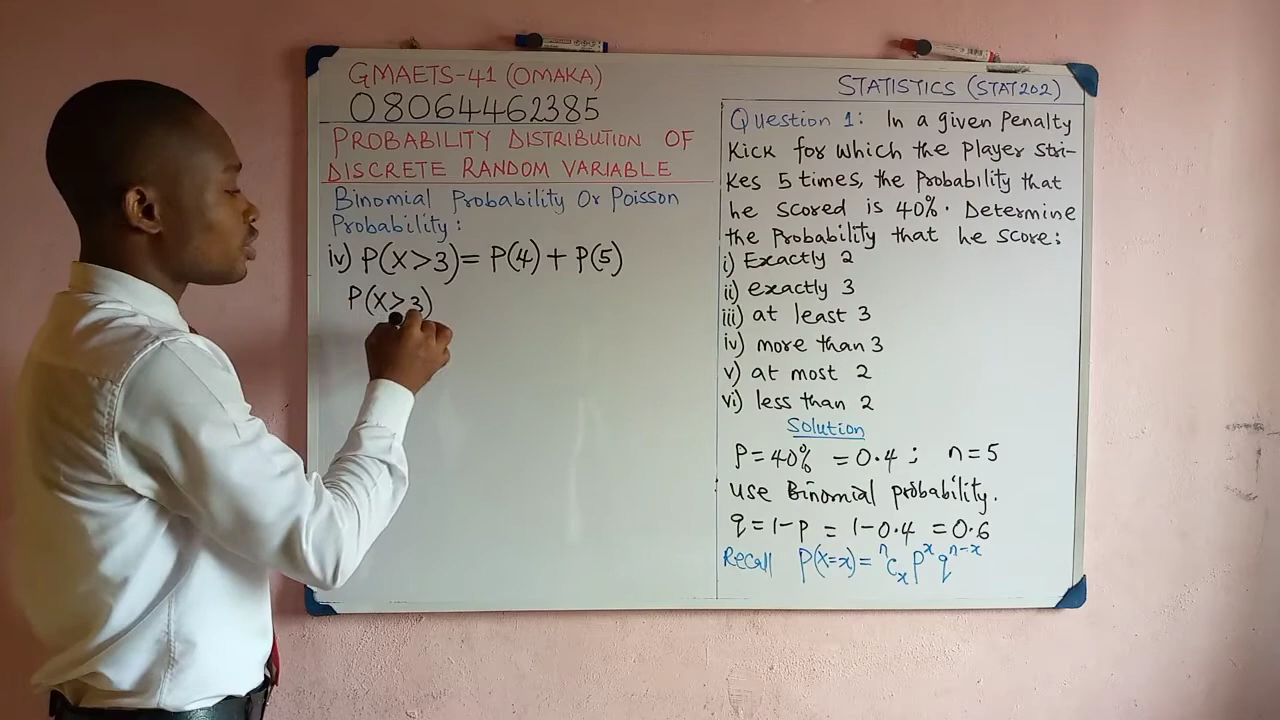 GMAETS-41 (OMAKA)
08064462385
PROBABILITY DISTRIBUTION OF
DISCRETE RANDOM VARIABLE
Binomial Probability Or Poisson
Probability:
iv) P(X>3) = P(4) + P(5)
P(X>3)
STATISTICS (STAT202)
Question 1: In a given Penalty
Kick for which the Player Stri-
Kes 5 times, the Probability that
he scored is 40%. Determine
the Probability that he score:
i) Exactly 2
ii) exactly 3
iii) at least 3
iv) more than 3
v) at most 2
vi) less than 2
Solution
P = 40% = 0.4 ; n = 5
Use Binomial probability.
q = 1-P = 1-0.4 = 0.6
Recall P(X=x) = ⁿCₓ Pˣ qⁿ⁻ˣ